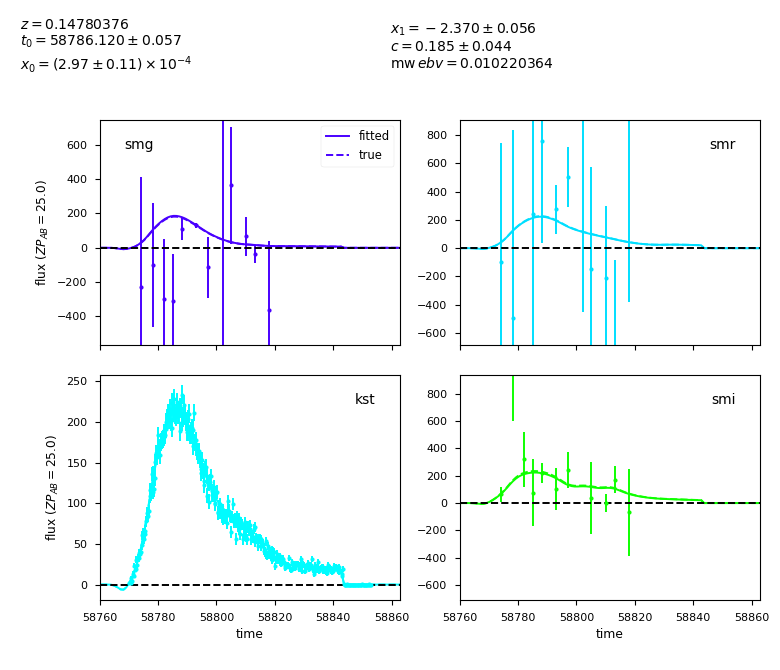 z = 0.14780376
t₀ = 58786.120 ± 0.057
x₀ = (2.97 ± 0.11) × 10⁻⁴
x₁ = −2.370 ± 0.056
c = 0.185 ± 0.044
mw ebv = 0.010220364
smg
fitted
true
600
400
200
0
−200
−400
flux (ZP_AB = 25.0)
smr
800
600
400
200
0
−200
−400
−600
kst
250
200
150
100
50
0
flux (ZP_AB = 25.0)
58760 58780 58800 58820 58840 58860
time
smi
800
600
400
200
0
−200
−400
−600
58760 58780 58800 58820 58840 58860
time